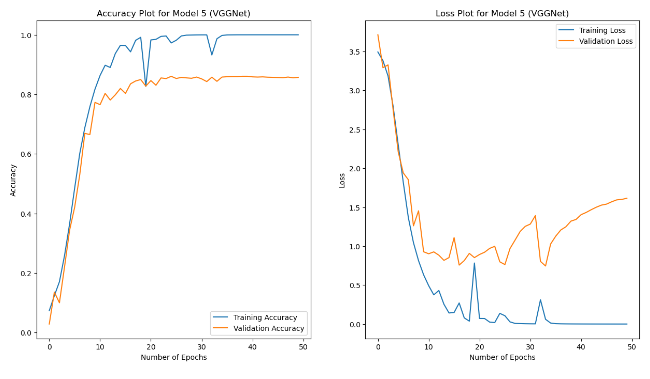 Accuracy Plot for Model 5 (VGGNet)
1.0
0.8
0.6
0.4
0.2
0.0
Accuracy
0
10
20
30
40
50
Number of Epochs
Training Accuracy
Validation Accuracy
Loss Plot for Model 5 (VGGNet)
Training Loss
Validation Loss
3.5
3.0
2.5
2.0
1.5
1.0
0.5
0.0
Loss
0
10
20
30
40
50
Number of Epochs